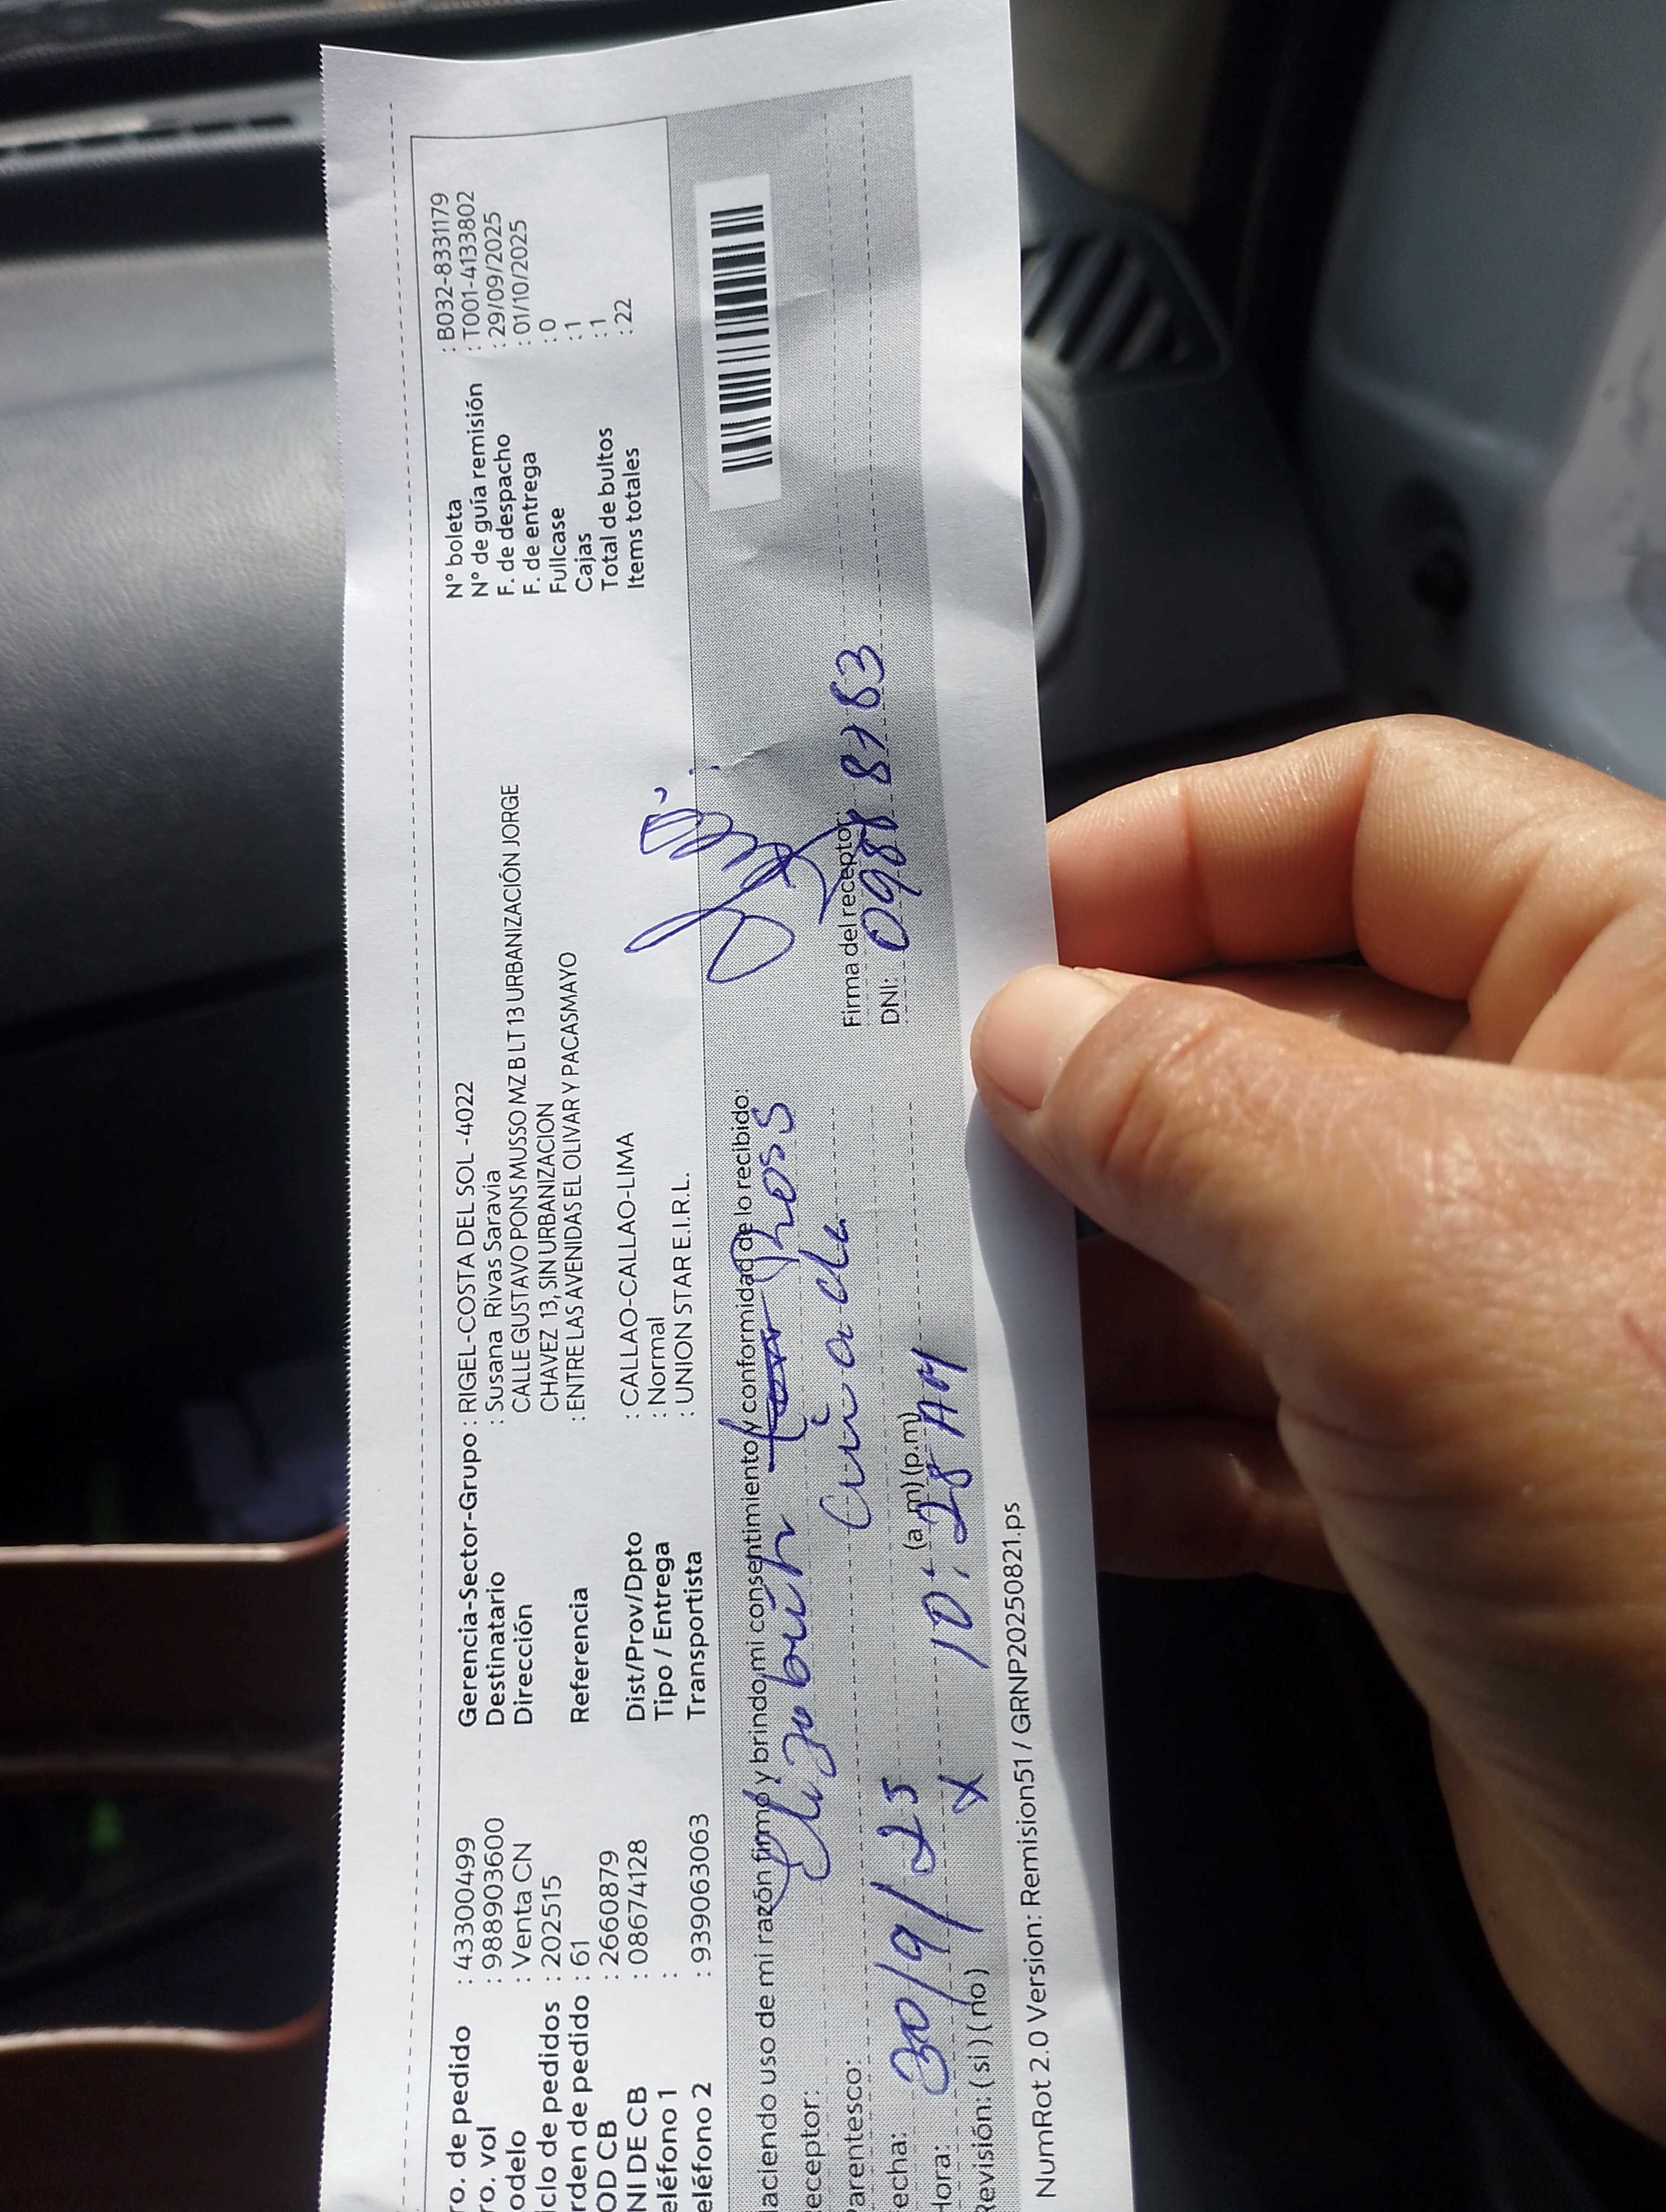 ro. de pedido : 43300499
ro. vol : 988903600
odelo : Venta CN
iclo de pedidos : 202515
rden de pedido : 61
OD CB : 2660879
NI DE CB : 08674128
eléfono 1 :
eléfono 2 : 939063063
Gerencia-Sector-Grupo : RIGEL-COSTA DEL SOL -4022
Destinatario : Susana Rivas Saravia
Dirección CALLE GUSTAVO PONS MUSSO MZ B LT 13 URBANIZACIÓN JORGE
CHAVEZ 13, SIN URBANIZACION
Referencia : ENTRE LAS AVENIDAS EL OLIVAR Y PACASMAYO
Dist/Prov/Dpto : CALLAO-CALLAO-LIMA
Tipo / Entrega : Normal
Transportista : UNION STAR E.I.R.L.
N° boleta : B032-8331179
N° de guía remisión : T001-4133802
F. de despacho : 29/09/2025
F. de entrega : 01/10/2025
Fullcase : 0
Cajas : 1
Total de bultos : 1
Items totales : 22
aciendo uso de mi razón firmo y brindo mi consentimiento y conformidad de lo recibido:
eceptor:
arentesco:
echa: 30/9/25
Hora: 10:28 AM (a.m) (p.m)
Revisión: ( si ) ( no ) X
Firma del receptor:
DNI:
NumRot 2.0 Version: Remision51 / GRNP20250821.ps